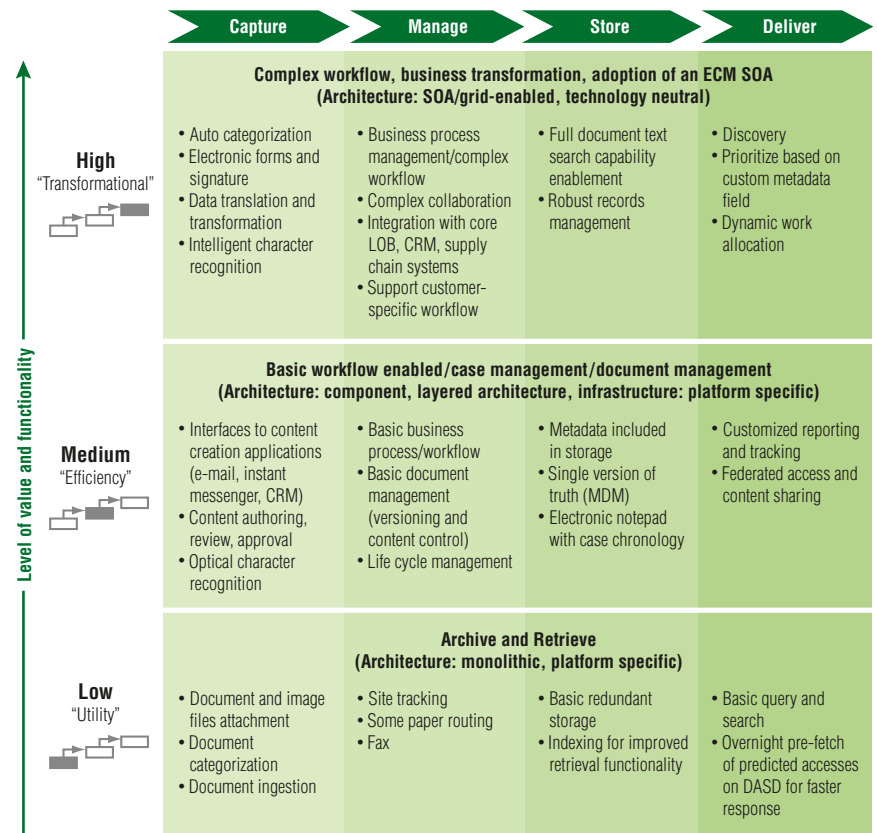 Capture
Manage
Store
Deliver
Level of value and functionality
High
“Transformational”
Complex workflow, business transformation, adoption of an ECM SOA
(Architecture: SOA/grid-enabled, technology neutral)
• Auto categorization
• Electronic forms and
signature
• Data translation and
transformation
• Intelligent character
recognition
• Business process
management/complex
workflow
• Complex collaboration
• Integration with core
LOB, CRM, supply
chain systems
• Support customer-
specific workflow
• Full document text
search capability
enablement
• Robust records
management
• Discovery
• Prioritize based on
custom metadata
field
• Dynamic work
allocation
Medium
“Efficiency”
Basic workflow enabled/case management/document management
(Architecture: component, layered architecture, infrastructure: platform specific)
• Interfaces to content
creation applications
(e-mail, instant
messenger, CRM)
• Content authoring,
review, approval
• Optical character
recognition
• Basic business
process/workflow
• Basic document
management
(versioning and
content control)
• Life cycle management
• Metadata included
in storage
• Single version of
truth (MDM)
• Electronic notepad
with case chronology
• Customized reporting
and tracking
• Federated access and
content sharing
Low
“Utility”
Archive and Retrieve
(Architecture: monolithic, platform specific)
• Document and image
files attachment
• Document
categorization
• Document ingestion
• Site tracking
• Some paper routing
• Fax
• Basic redundant
storage
• Indexing for improved
retrieval functionality
• Basic query and
search
• Overnight pre-fetch
of predicted accesses
on DASD for faster
response